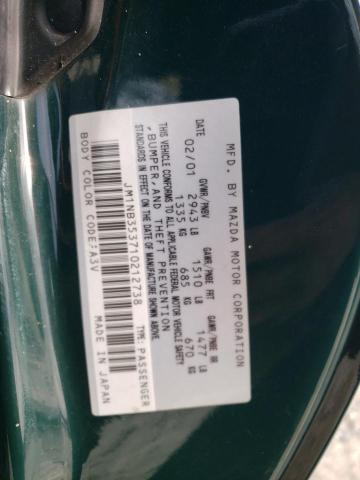 MFD. BY MAZDA MOTOR CORPORATION
DATE GVWR/PNBV GAWR/PNBE FRT GAWR/PNBE RR
02/01 2943 LB 1510 LB 1477 LB
1335 KG 685 KG 670 KG
THIS VEHICLE CONFORMS TO ALL APPLICABLE FEDERAL MOTOR VEHICLE SAFETY
,BUMPER,AND THEFT PREVENTION
STANDARDS IN EFFECT ON THE DATE OF MANUFACTURE SHOWN ABOVE.
JM1NB353710212738 TYPE: PASSENGER
BODY COLOR CODE:A3V MADE IN JAPAN